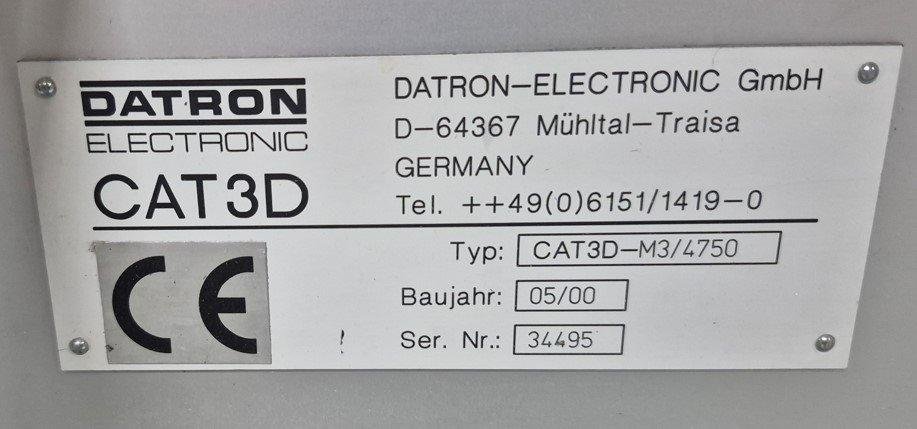 DATRON
ELECTRONIC
CAT3D
DATRON-ELECTRONIC GmbH
D-64367 Mühltal-Traisa
GERMANY
Tel. ++49(0)6151/1419-0
CE
Typ: CAT3D-M3/4750
Baujahr: 05/00
Ser. Nr.: 34495